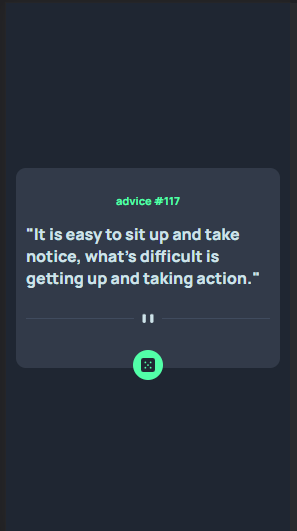 advice #117
"It is easy to sit up and take
notice, what's difficult is
getting up and taking action."